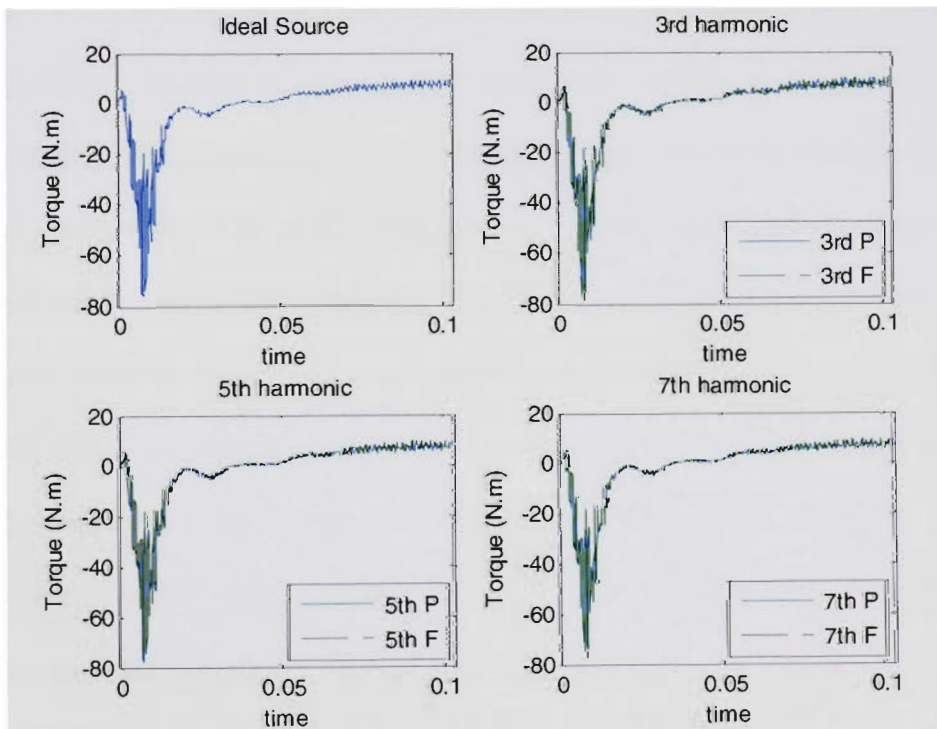 Ideal Source
20
0
-20
-40
-60
-80
Torque (N.m)
0
0.05
0.1
time
3rd harmonic
20
0
-20
-40
-60
-80
Torque (N.m)
3rd P
3rd F
0
0.05
0.1
time
5th harmonic
20
0
-20
-40
-60
-80
Torque (N.m)
5th P
5th F
0
0.05
0.1
time
7th harmonic
20
0
-20
-40
-60
-80
Torque (N.m)
7th P
7th F
0
0.05
0.1
time